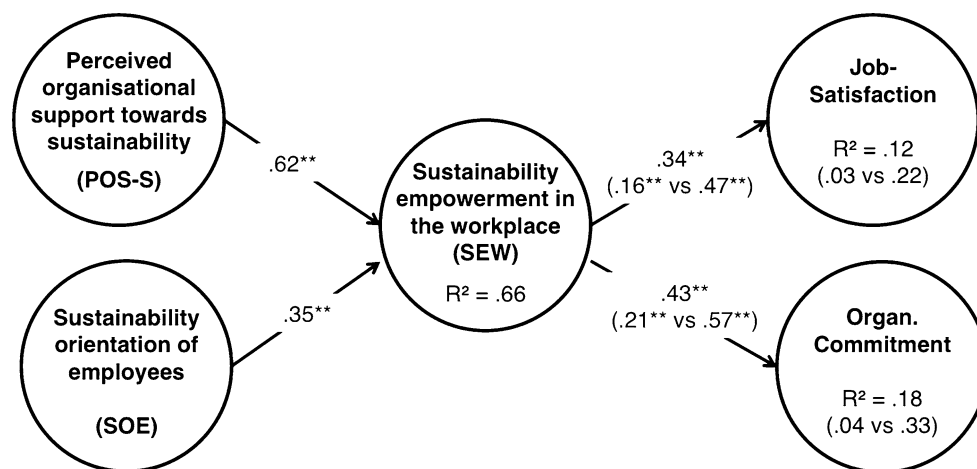 Perceived
organisational
support towards
sustainability
(POS-S)
.62**
Sustainability
orientation of
employees
(SOE)
.35**
Sustainability
empowerment in
the workplace
(SEW)
R² = .66
.34**
(.16** vs .47**)
Job-
Satisfaction
R² = .12
(.03 vs .22)
.43**
(.21** vs .57**)
Organ.
Commitment
R² = .18
(.04 vs .33)